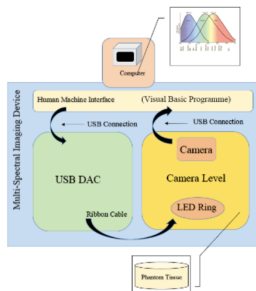 Computer
Human Machine Interface (Visual Basic Programme)
USB Connection
USB Connection
Multi-Spectral Imaging Device
USB DAC
Camera
Camera Level
Ribbon Cable
LED Ring
Phantom Tissue